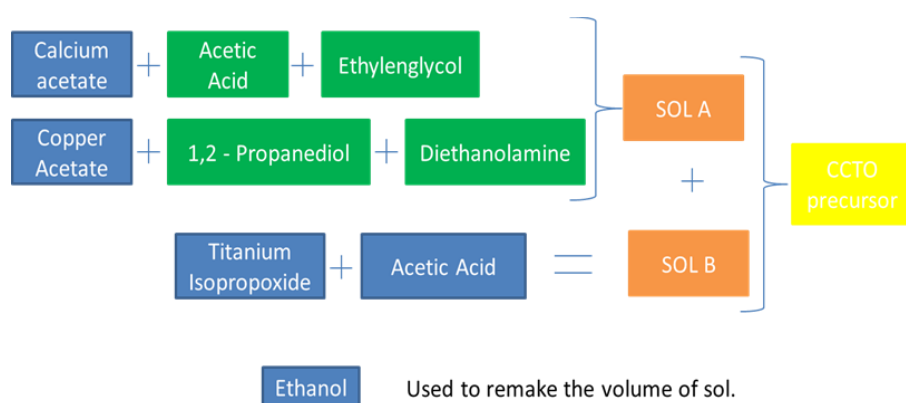 Calcium acetate + Acetic Acid + Ethylenglycol
Copper Acetate + 1,2 - Propanediol + Diethanolamine
SOL A
+
CCTO precursor
Titanium Isopropoxide + Acetic Acid = SOL B
Ethanol Used to remake the volume of sol.